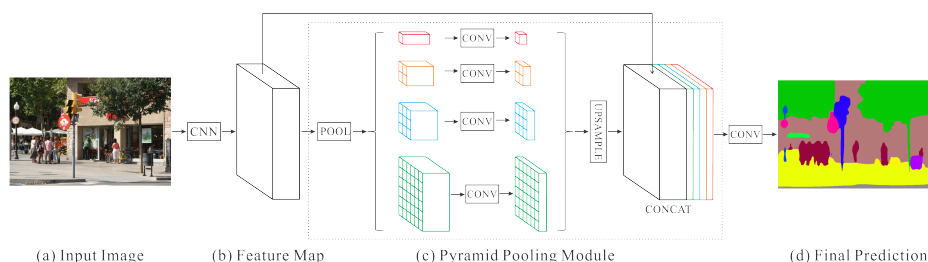 CNN
POOL
CONV
CONV
CONV
CONV
UPSAMPLE
CONCAT
CONV
(a) Input Image
(b) Feature Map
(c) Pyramid Pooling Module
(d) Final Prediction